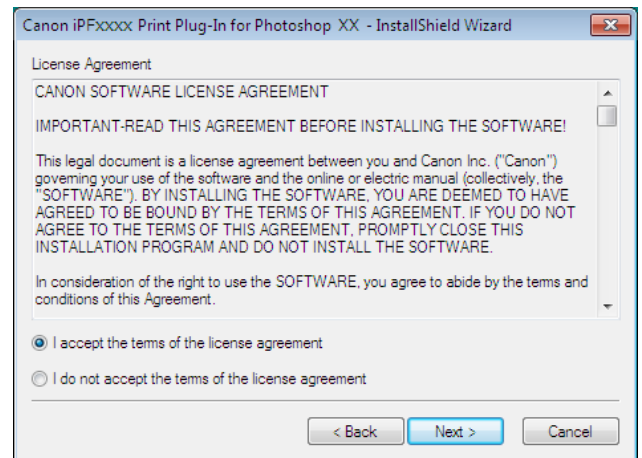 Canon iPFxxxx Print Plug-In for Photoshop XX - InstallShield Wizard
License Agreement
CANON SOFTWARE LICENSE AGREEMENT
IMPORTANT-READ THIS AGREEMENT BEFORE INSTALLING THE SOFTWARE!
This legal document is a license agreement between you and Canon Inc. ("Canon")
governing your use of the software and the online or electric manual (collectively, the
"SOFTWARE"). BY INSTALLING THE SOFTWARE, YOU ARE DEEMED TO HAVE
AGREED TO BE BOUND BY THE TERMS OF THIS AGREEMENT. IF YOU DO NOT
AGREE TO THE TERMS OF THIS AGREEMENT, PROMPTLY CLOSE THIS
INSTALLATION PROGRAM AND DO NOT INSTALL THE SOFTWARE.
In consideration of the right to use the SOFTWARE, you agree to abide by the terms and
conditions of this Agreement.
I accept the terms of the license agreement
I do not accept the terms of the license agreement
< Back Next > Cancel